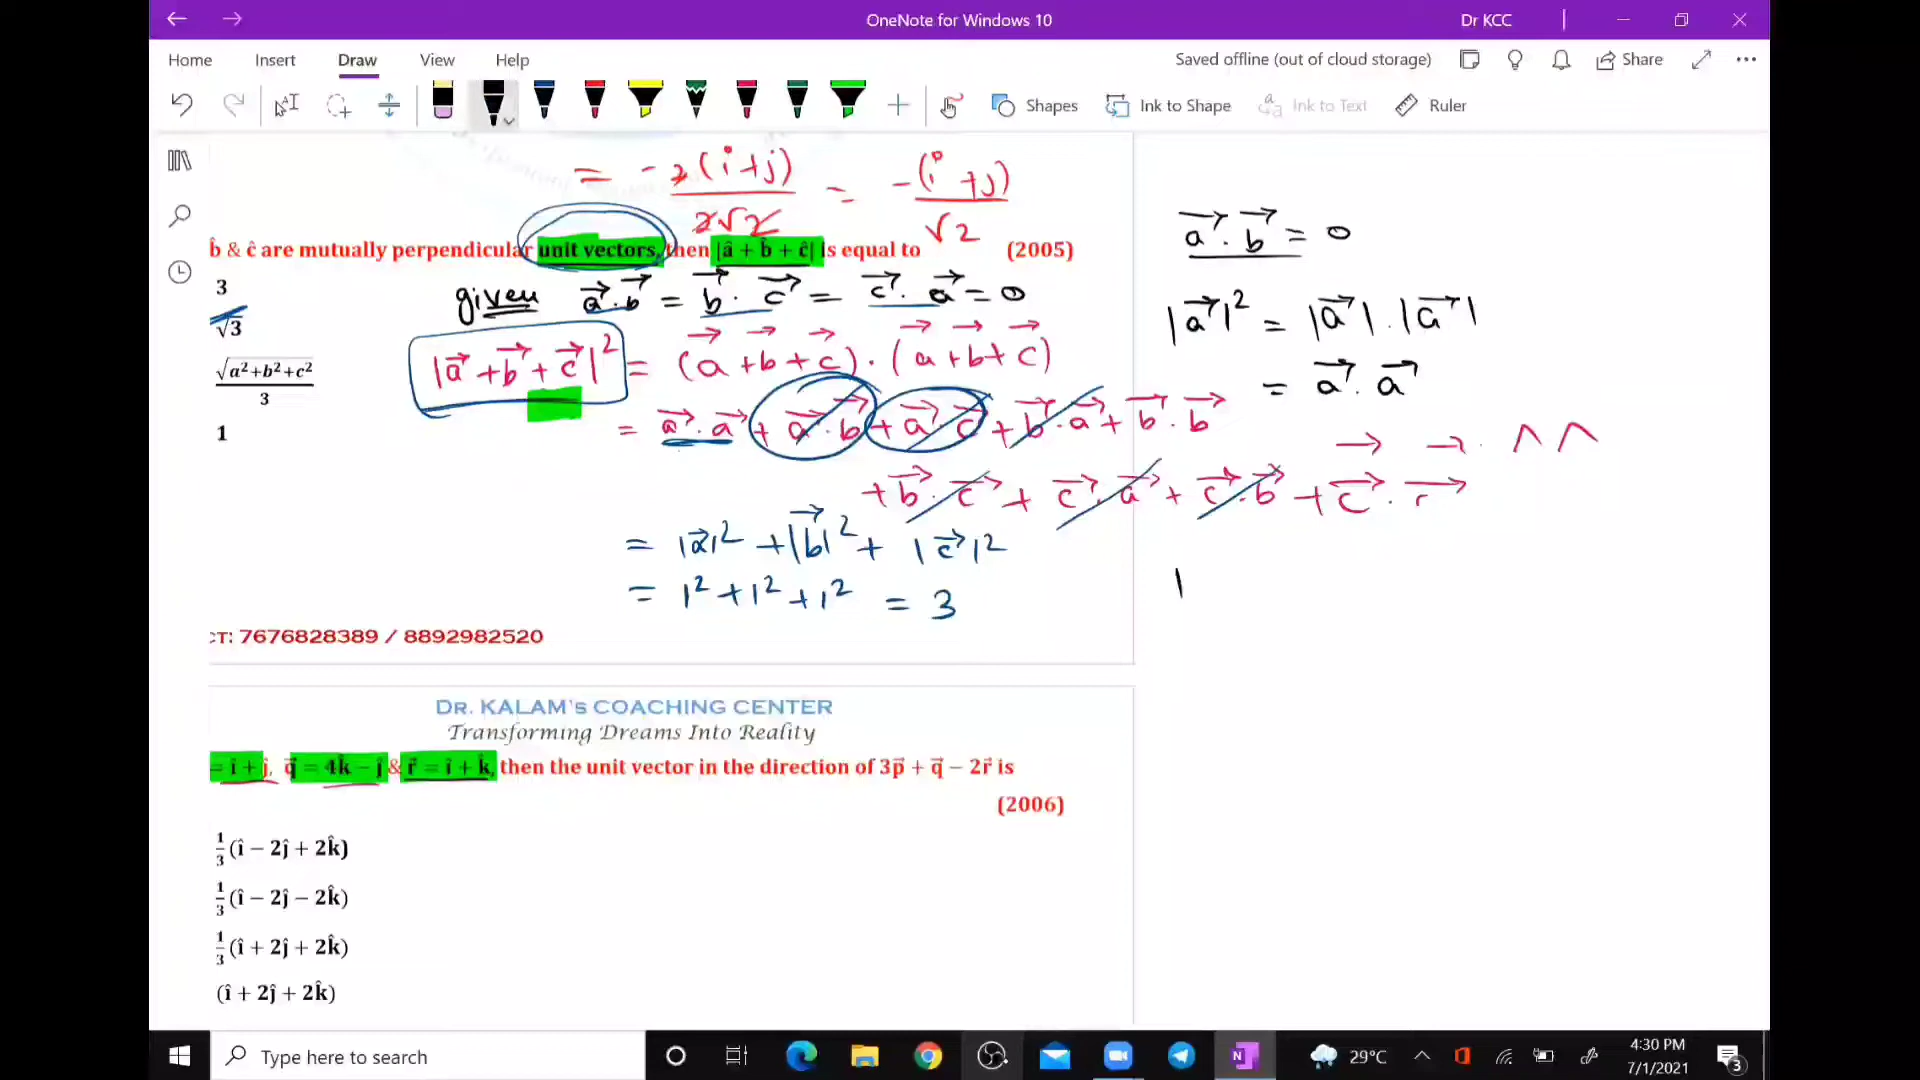 OneNote for Windows 10
Dr KCC
Home Insert Draw View Help
Saved offline (out of cloud storage) Share
Shapes Ink to Shape Ink to Text Ruler
= -2(i+j) / 2√2 = -(i+j) / √2
b̂ & ĉ are mutually perpendicular unit vectors, then |â + b̂ + ĉ| is equal to (2005)
3
√3
√a²+b²+c² / 3
1
given a⃗·b⃗ = b⃗·c⃗ = c⃗·a⃗ = 0
|a⃗+b⃗+c⃗|² = (a⃗+b⃗+c⃗)·(a⃗+b⃗+c⃗)
= a⃗·a⃗ + a⃗·b⃗ + a⃗·c⃗ + b⃗·a⃗ + b⃗·b⃗
+ b⃗·c⃗ + c⃗·a⃗ + c⃗·b⃗ + c⃗·
= |a⃗|² + |b⃗|² + |c⃗|²
= 1² + 1² + 1² = 3
a⃗·b⃗ = 0
|a⃗|² = |a⃗|·|a⃗|
= a⃗·a⃗
CT: 7676828389 / 8892982520
DR. KALAM's COACHING CENTER
Transforming Dreams Into Reality
= î + ĵ, q⃗ = 4k̂ − ĵ & r⃗ = î + k̂, then the unit vector in the direction of 3p⃗ + q⃗ − 2r⃗ is
(2006)
1/3 (î − 2ĵ + 2k̂)
1/3 (î − 2ĵ − 2k̂)
1/3 (î + 2ĵ + 2k̂)
(î + 2ĵ + 2k̂)
Type here to search
29°C
4:30 PM
7/1/2021
3